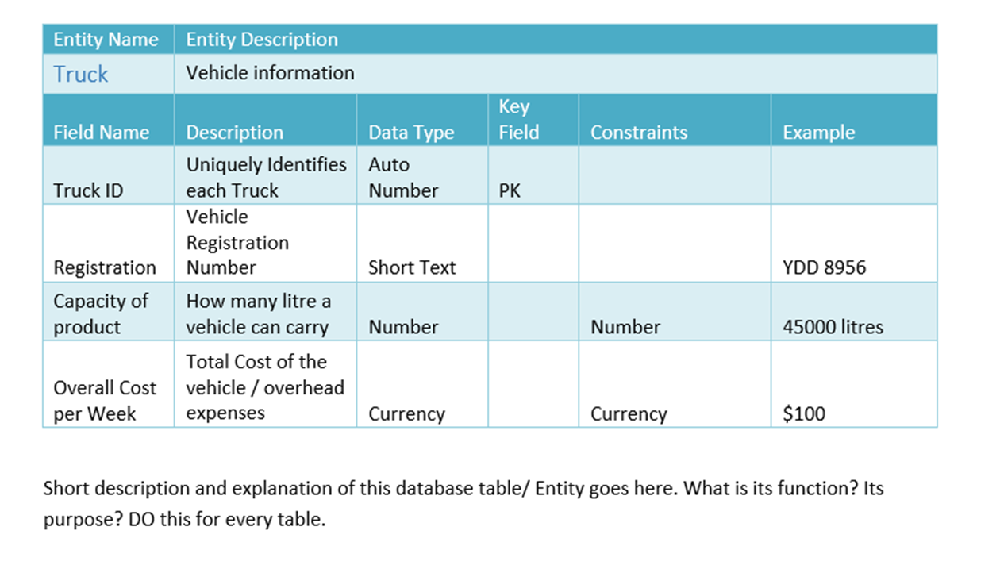 Entity Name Entity Description
Truck Vehicle information
Field Name Description Data Type Key Field Constraints Example
Truck ID Uniquely Identifies each Truck Auto Number PK
Registration Vehicle Registration Number Short Text YDD 8956
Capacity of product How many litre a vehicle can carry Number Number 45000 litres
Overall Cost per Week Total Cost of the vehicle / overhead expenses Currency Currency $100
Short description and explanation of this database table/ Entity goes here. What is its function? Its
purpose? DO this for every table.